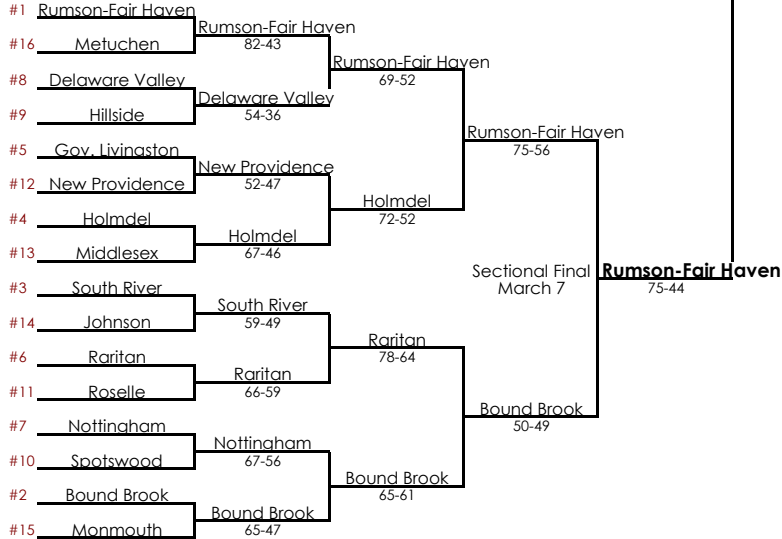 #1 Rumson-Fair Haven
Rumson-Fair Haven
#16 Metuchen
82-43
Rumson-Fair Haven
#8 Delaware Valley
69-52
Delaware Valley
#9 Hillside
54-36
Rumson-Fair Haven
#5 Gov. Livingston
75-56
New Providence
#12 New Providence
52-47
Holmdel
#4 Holmdel
72-52
Holmdel
#13 Middlesex
67-46
Sectional Final
March 7
Rumson-Fair Haven
75-44
#3 South River
South River
#14 Johnson
59-49
Raritan
#6 Raritan
78-64
Raritan
#11 Roselle
66-59
Bound Brook
50-49
#7 Nottingham
Nottingham
#10 Spotswood
67-56
Bound Brook
#2 Bound Brook
65-61
Bound Brook
#15 Monmouth
65-47